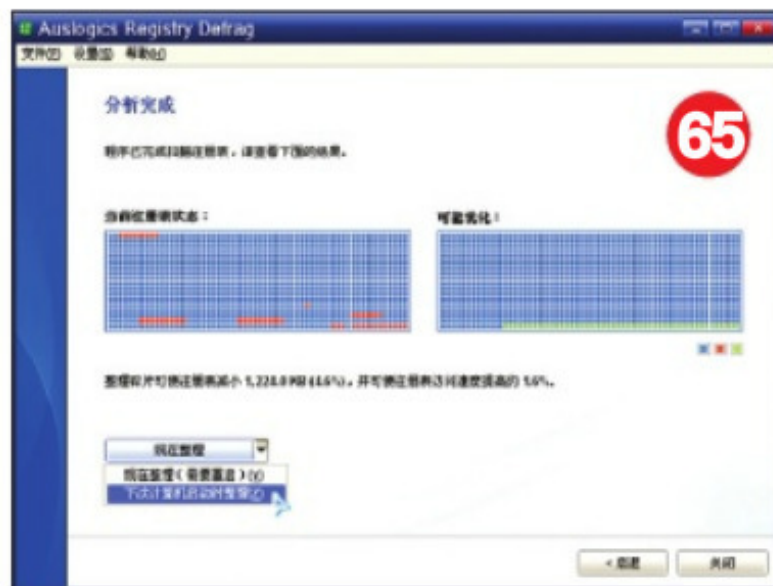 Auslogics Registry Defrag
文件(F) 设置(S) 帮助(H)
分析完成
65
程序已完成扫描注册表，请查看下面的结果。
当前注册表状态：
可能优化：
整理碎片可使注册表减小 1,228.0 KB (4.6%)，并可使注册表访问速度提高约 1.6%。
现在整理
现在整理（需要重启）(Y)
下次计算机启动时整理(Z)
< 后退
关闭